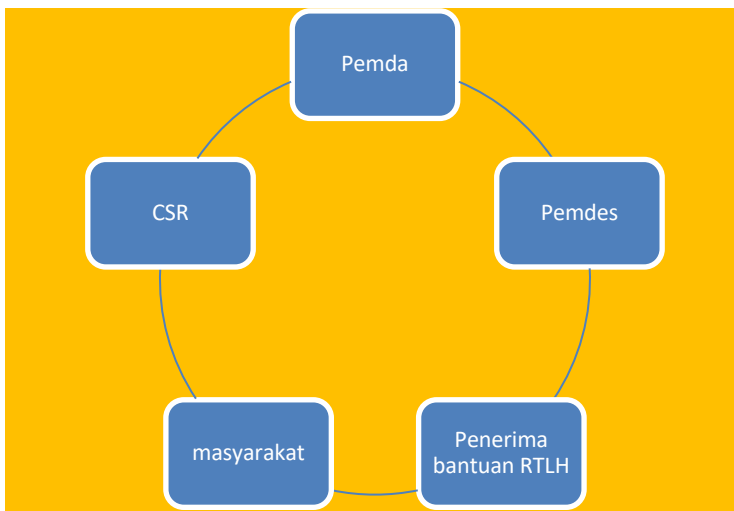 Pemda
CSR
Pemdes
masyarakat
Penerima
bantuan RTLH